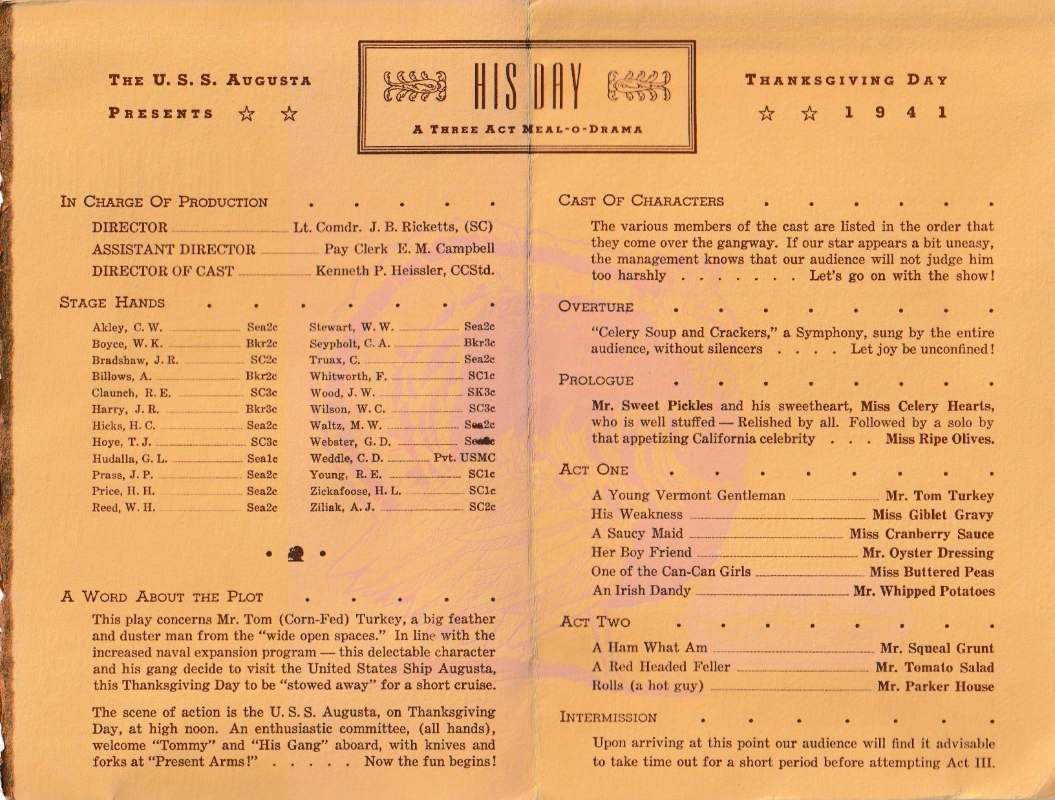 THE U. S. S. AUGUSTA
PRESENTS ☆ ☆
HIS DAY
A THREE ACT MEAL-O-DRAMA
THANKSGIVING DAY
☆ ☆ 1 9 4 1
IN CHARGE OF PRODUCTION . . . . .
DIRECTOR Lt. Comdr. J. B. Ricketts, (SC)
ASSISTANT DIRECTOR Pay Clerk E. M. Campbell
DIRECTOR OF CAST Kenneth P. Heissler, CCStd.
STAGE HANDS . . . . . . .
Akley, C. W. Sea2c
Boyce, W. K. Bkr2c
Bradshaw, J. R. SC2c
Billows, A. Bkr2c
Claunch, R. E. SC3c
Harry, J. R. Bkr3c
Hicks, H. C. Sea2c
Hoye, T. J. SC3c
Hudalla, G. L. Sea1c
Prass, J. P. Sea2c
Price, H. H. Sea2c
Reed, W. H. Sea2c
Stewart, W. W. Sea2c
Seypholt, C. A. Bkr3c
Truax, C. Sea2c
Whitworth, F. SC1c
Wood, J. W. SK3c
Wilson, W. C. SC3c
Waltz, M. W. Sea2c
Webster, G. D.
Weddle, C. D. Pvt. USMC
Young, R. E. SC1c
Zickafoose, H. L. SC1c
Ziliak, A. J. SC2c
A WORD ABOUT THE PLOT . . . . .
This play concerns Mr. Tom (Corn-Fed) Turkey, a big feather
and duster man from the “wide open spaces.” In line with the
increased naval expansion program — this delectable character
and his gang decide to visit the United States Ship Augusta,
this Thanksgiving Day to be “stowed away” for a short cruise.
The scene of action is the U. S. S. Augusta, on Thanksgiving
Day, at high noon. An enthusiastic committee, (all hands),
welcome “Tommy” and “His Gang” aboard, with knives and
forks at “Present Arms!” . . . . . Now the fun begins!
CAST OF CHARACTERS . . . . . .
The various members of the cast are listed in the order that
they come over the gangway. If our star appears a bit uneasy,
the management knows that our audience will not judge him
too harshly . . . . . . . Let’s go on with the show!
OVERTURE . . . . . . . .
“Celery Soup and Crackers,” a Symphony, sung by the entire
audience, without silencers . . . . Let joy be unconfined!
PROLOGUE . . . . . . . .
Mr. Sweet Pickles and his sweetheart, Miss Celery Hearts,
who is well stuffed — Relished by all. Followed by a solo by
that appetizing California celebrity . . . Miss Ripe Olives.
ACT ONE . . . . . . . .
A Young Vermont Gentleman Mr. Tom Turkey
His Weakness Miss Giblet Gravy
A Saucy Maid Miss Cranberry Sauce
Her Boy Friend Mr. Oyster Dressing
One of the Can-Can Girls Miss Buttered Peas
An Irish Dandy Mr. Whipped Potatoes
ACT TWO . . . . . . . .
A Ham What Am Mr. Squeal Grunt
A Red Headed Feller Mr. Tomato Salad
Rolls (a hot guy) Mr. Parker House
INTERMISSION . . . . . . .
Upon arriving at this point our audience will find it advisable
to take time out for a short period before attempting Act III.